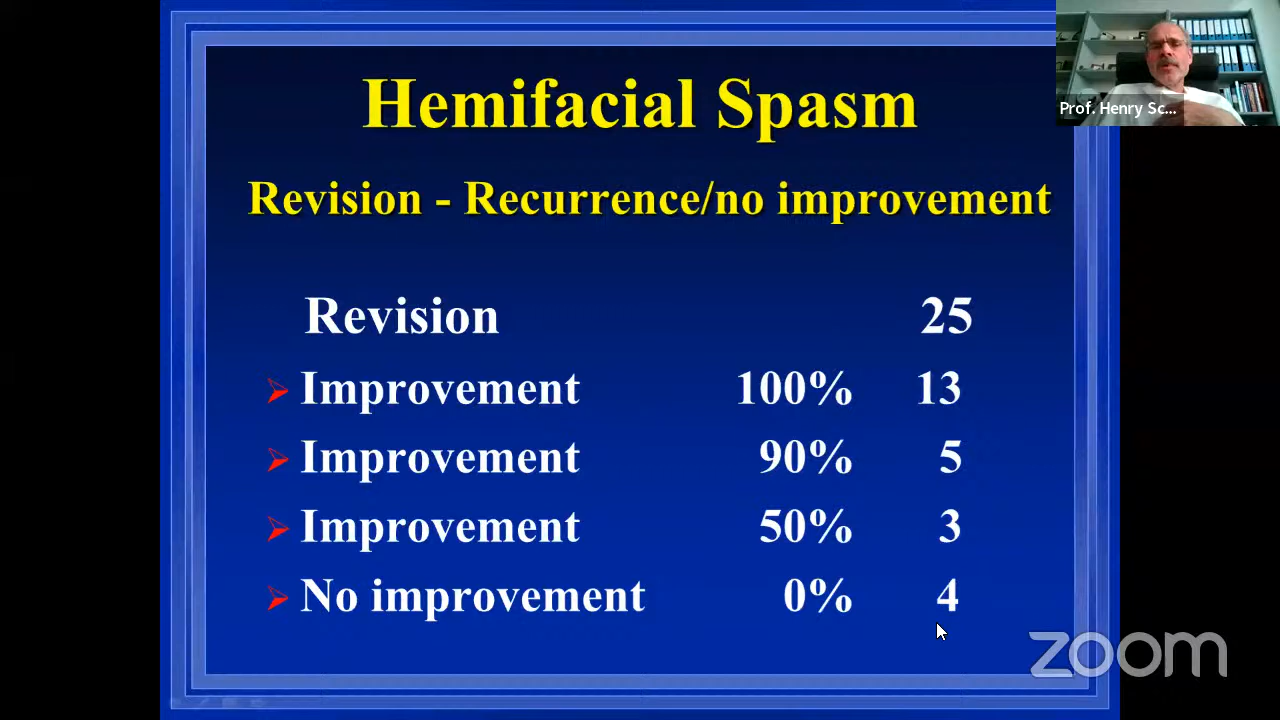 Hemifacial Spasm
Prof. Henry Sc...
Revision - Recurrence/no improvement
Revision 25
Improvement 100% 13
Improvement 90% 5
Improvement 50% 3
No improvement 0% 4
zoom